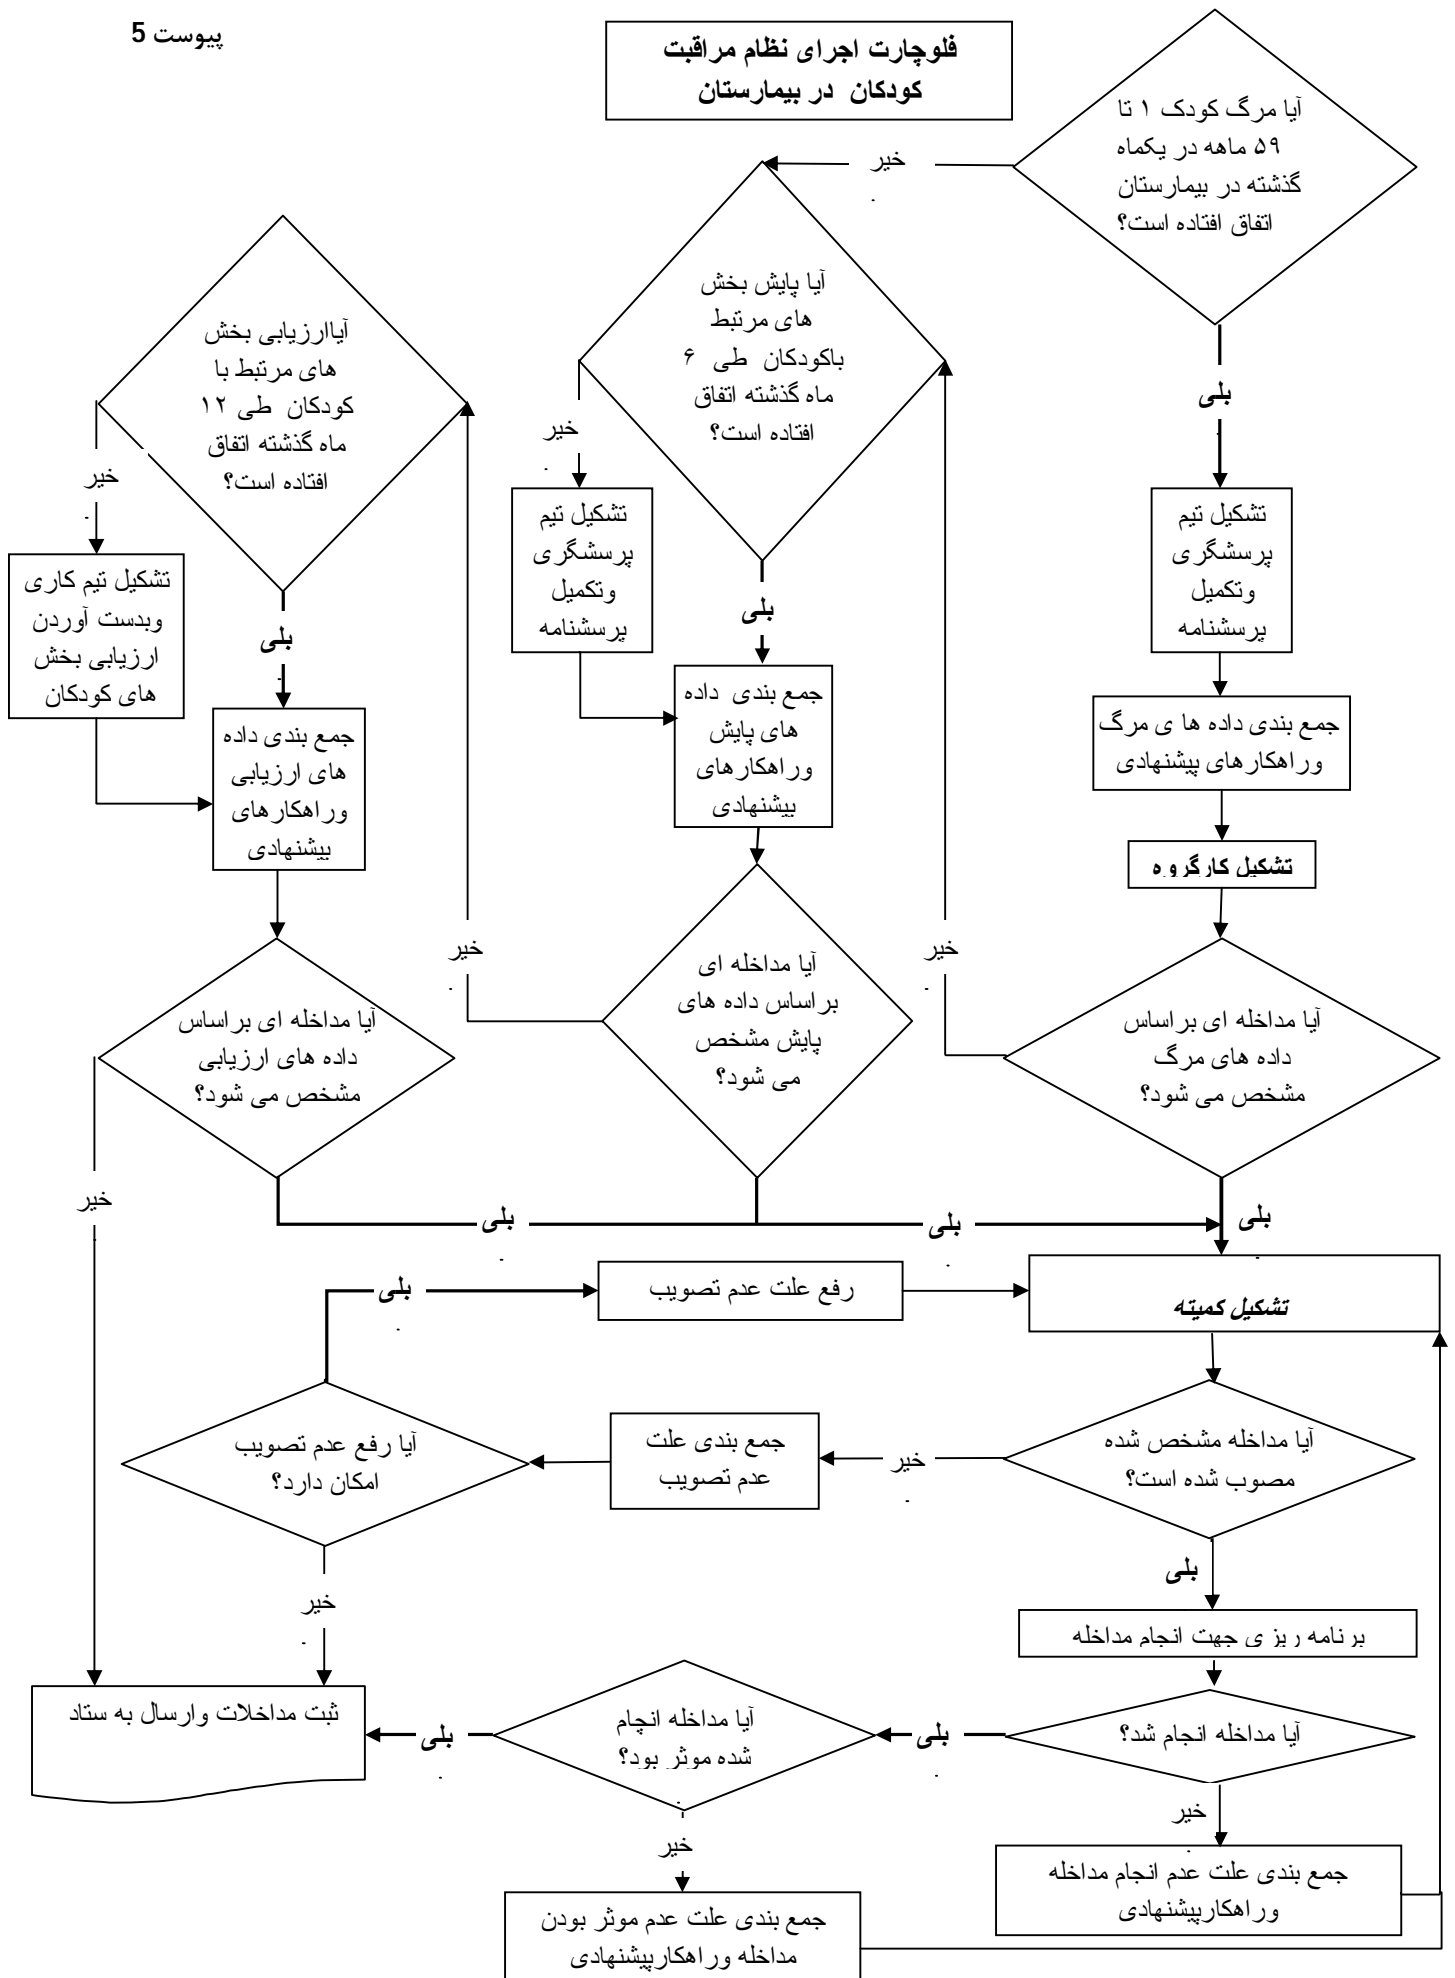 پیوست 5
فلوچارت اجرای نظام مراقبت
کودکان در بیمارستان
آیا مرگ کودک ۱ تا
۵۹ ماهه در یکماه
گذشته در بیمارستان
اتفاق افتاده است؟
خیر
بلی
آیا پایش بخش
های مرتبط
باکودکان طی ۶
ماه گذشته اتفاق
افتاده است؟
خیر
بلی
آیاارزیابی بخش
های مرتبط با
کودکان طی ۱۲
ماه گذشته اتفاق
افتاده است؟
خیر
بلی
تشکیل تیم
پرسشگری
وتکمیل
پرسشنامه
تشکیل تیم
پرسشگری
وتکمیل
پرسشنامه
تشکیل تیم کاری
وبدست آوردن
ارزیابی بخش
های کودکان
جمع بندی داده ها ی مرگ
وراهکارهای پیشنهادی
جمع بندی داده
های پایش
وراهکارهای
پیشنهادی
جمع بندی داده
های ارزیابی
وراهکارهای
پیشنهادی
تشکیل کارگروه
آیا مداخله ای براساس
داده های مرگ
مشخص می شود؟
خیر
بلی
آیا مداخله ای
براساس داده های
پایش مشخص
می شود؟
خیر
بلی
آیا مداخله ای براساس
داده های ارزیابی
مشخص می شود؟
خیر
بلی
تشکیل کمیته
رفع علت عدم تصویب
بلی
آیا مداخله مشخص شده
مصوب شده است؟
خیر
جمع بندی علت
عدم تصویب
آیا رفع عدم تصویب
امکان دارد؟
بلی
خیر
برنامه ریزی جهت انجام مداخله
آیا مداخله انجام شد؟
بلی
آیا مداخله انجام
شده موثر بود؟
بلی
ثبت مداخلات وارسال به ستاد
خیر
خیر
جمع بندی علت عدم انجام مداخله
وراهکارپیشنهادی
جمع بندی علت عدم موثر بودن
مداخله وراهکارپیشنهادی